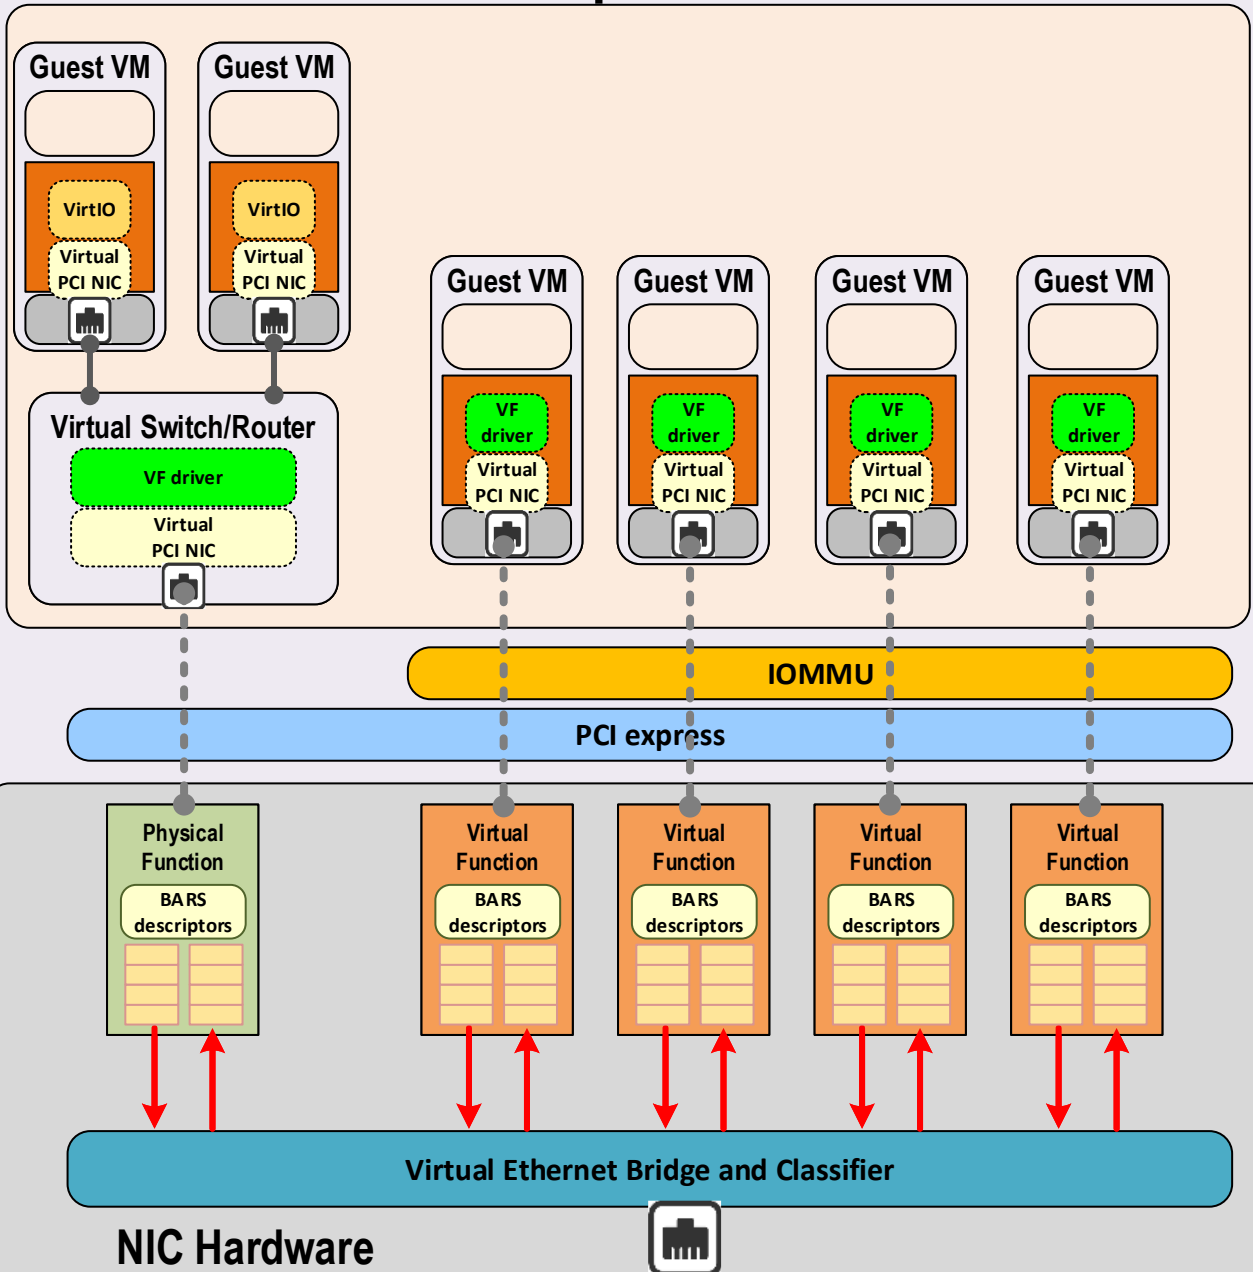 Guest VM
Guest VM
VirtIO
VirtIO
Virtual
PCI NIC
Virtual
PCI NIC
Guest VM
Guest VM
Guest VM
Guest VM
Virtual Switch/Router
VF driver
Virtual
PCI NIC
VF
driver
VF
driver
VF
driver
VF
driver
Virtual
PCI NIC
Virtual
PCI NIC
Virtual
PCI NIC
Virtual
PCI NIC
IOMMU
PCI express
Physical
Function
Virtual
Function
Virtual
Function
Virtual
Function
Virtual
Function
BARS
descriptors
BARS
descriptors
BARS
descriptors
BARS
descriptors
BARS
descriptors
Virtual Ethernet Bridge and Classifier
NIC Hardware